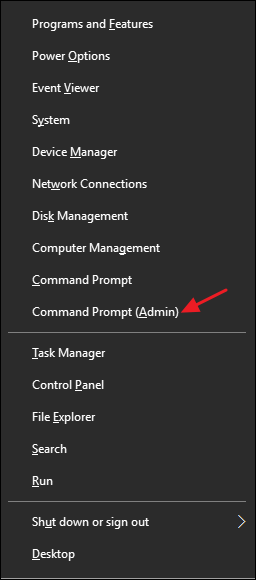 Programs and Features
Power Options
Event Viewer
System
Device Manager
Network Connections
Disk Management
Computer Management
Command Prompt
Command Prompt (Admin)
Task Manager
Control Panel
File Explorer
Search
Run
Shut down or sign out
Desktop